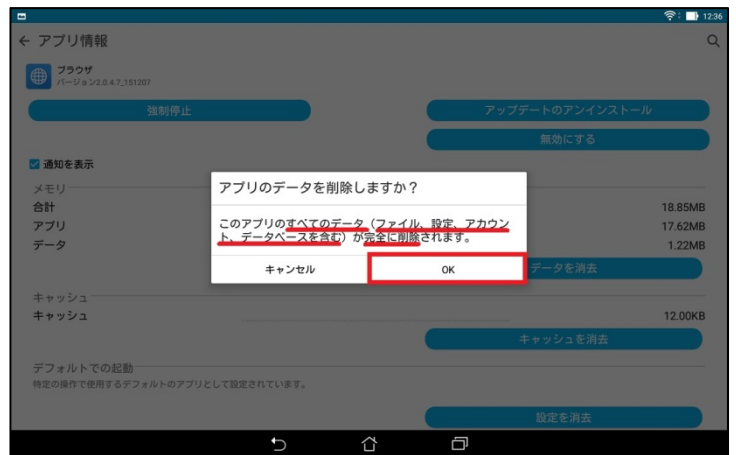 12:36
アプリ情報
ブラウザ
バージョン2.0.4.7_151207
強制停止
アップデートのアンインストール
無効にする
通知を表示
アプリのデータを削除しますか？
このアプリのすべてのデータ（ファイル、設定、アカウン
ト、データベースを含む）が完全に削除されます。
キャンセル
OK
メモリ
合計
18.85MB
アプリ
17.62MB
データ
1.22MB
データを消去
キャッシュ
キャッシュ
12.00KB
キャッシュを消去
デフォルトでの起動
特定の操作で使用するデフォルトのアプリとして設定されています。
設定を消去